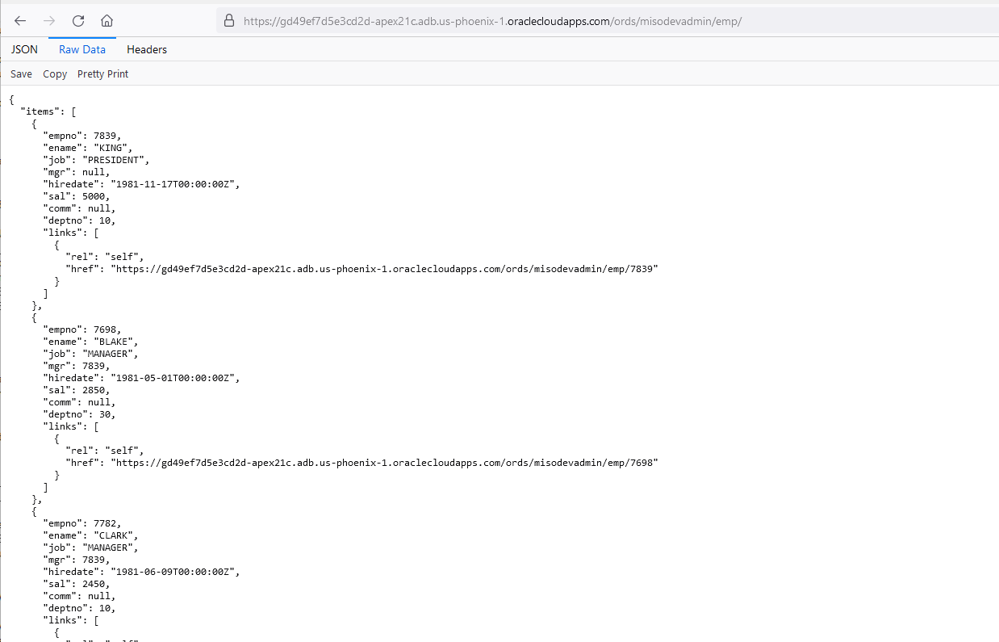 https://gd49ef7d5e3cd2d-apex21c.adb.us-phoenix-1.oraclecloudapps.com/ords/misodevadmin/emp/
JSON Raw Data Headers
Save Copy Pretty Print
{
  "items": [
    {
      "empno": 7839,
      "ename": "KING",
      "job": "PRESIDENT",
      "mgr": null,
      "hiredate": "1981-11-17T00:00:00Z",
      "sal": 5000,
      "comm": null,
      "deptno": 10,
      "links": [
        {
          "rel": "self",
          "href": "https://gd49ef7d5e3cd2d-apex21c.adb.us-phoenix-1.oraclecloudapps.com/ords/misodevadmin/emp/7839"
        }
      ]
    },
    {
      "empno": 7698,
      "ename": "BLAKE",
      "job": "MANAGER",
      "mgr": 7839,
      "hiredate": "1981-05-01T00:00:00Z",
      "sal": 2850,
      "comm": null,
      "deptno": 30,
      "links": [
        {
          "rel": "self",
          "href": "https://gd49ef7d5e3cd2d-apex21c.adb.us-phoenix-1.oraclecloudapps.com/ords/misodevadmin/emp/7698"
        }
      ]
    },
    {
      "empno": 7782,
      "ename": "CLARK",
      "job": "MANAGER",
      "mgr": 7839,
      "hiredate": "1981-06-09T00:00:00Z",
      "sal": 2450,
      "comm": null,
      "deptno": 10,
      "links": [
        {